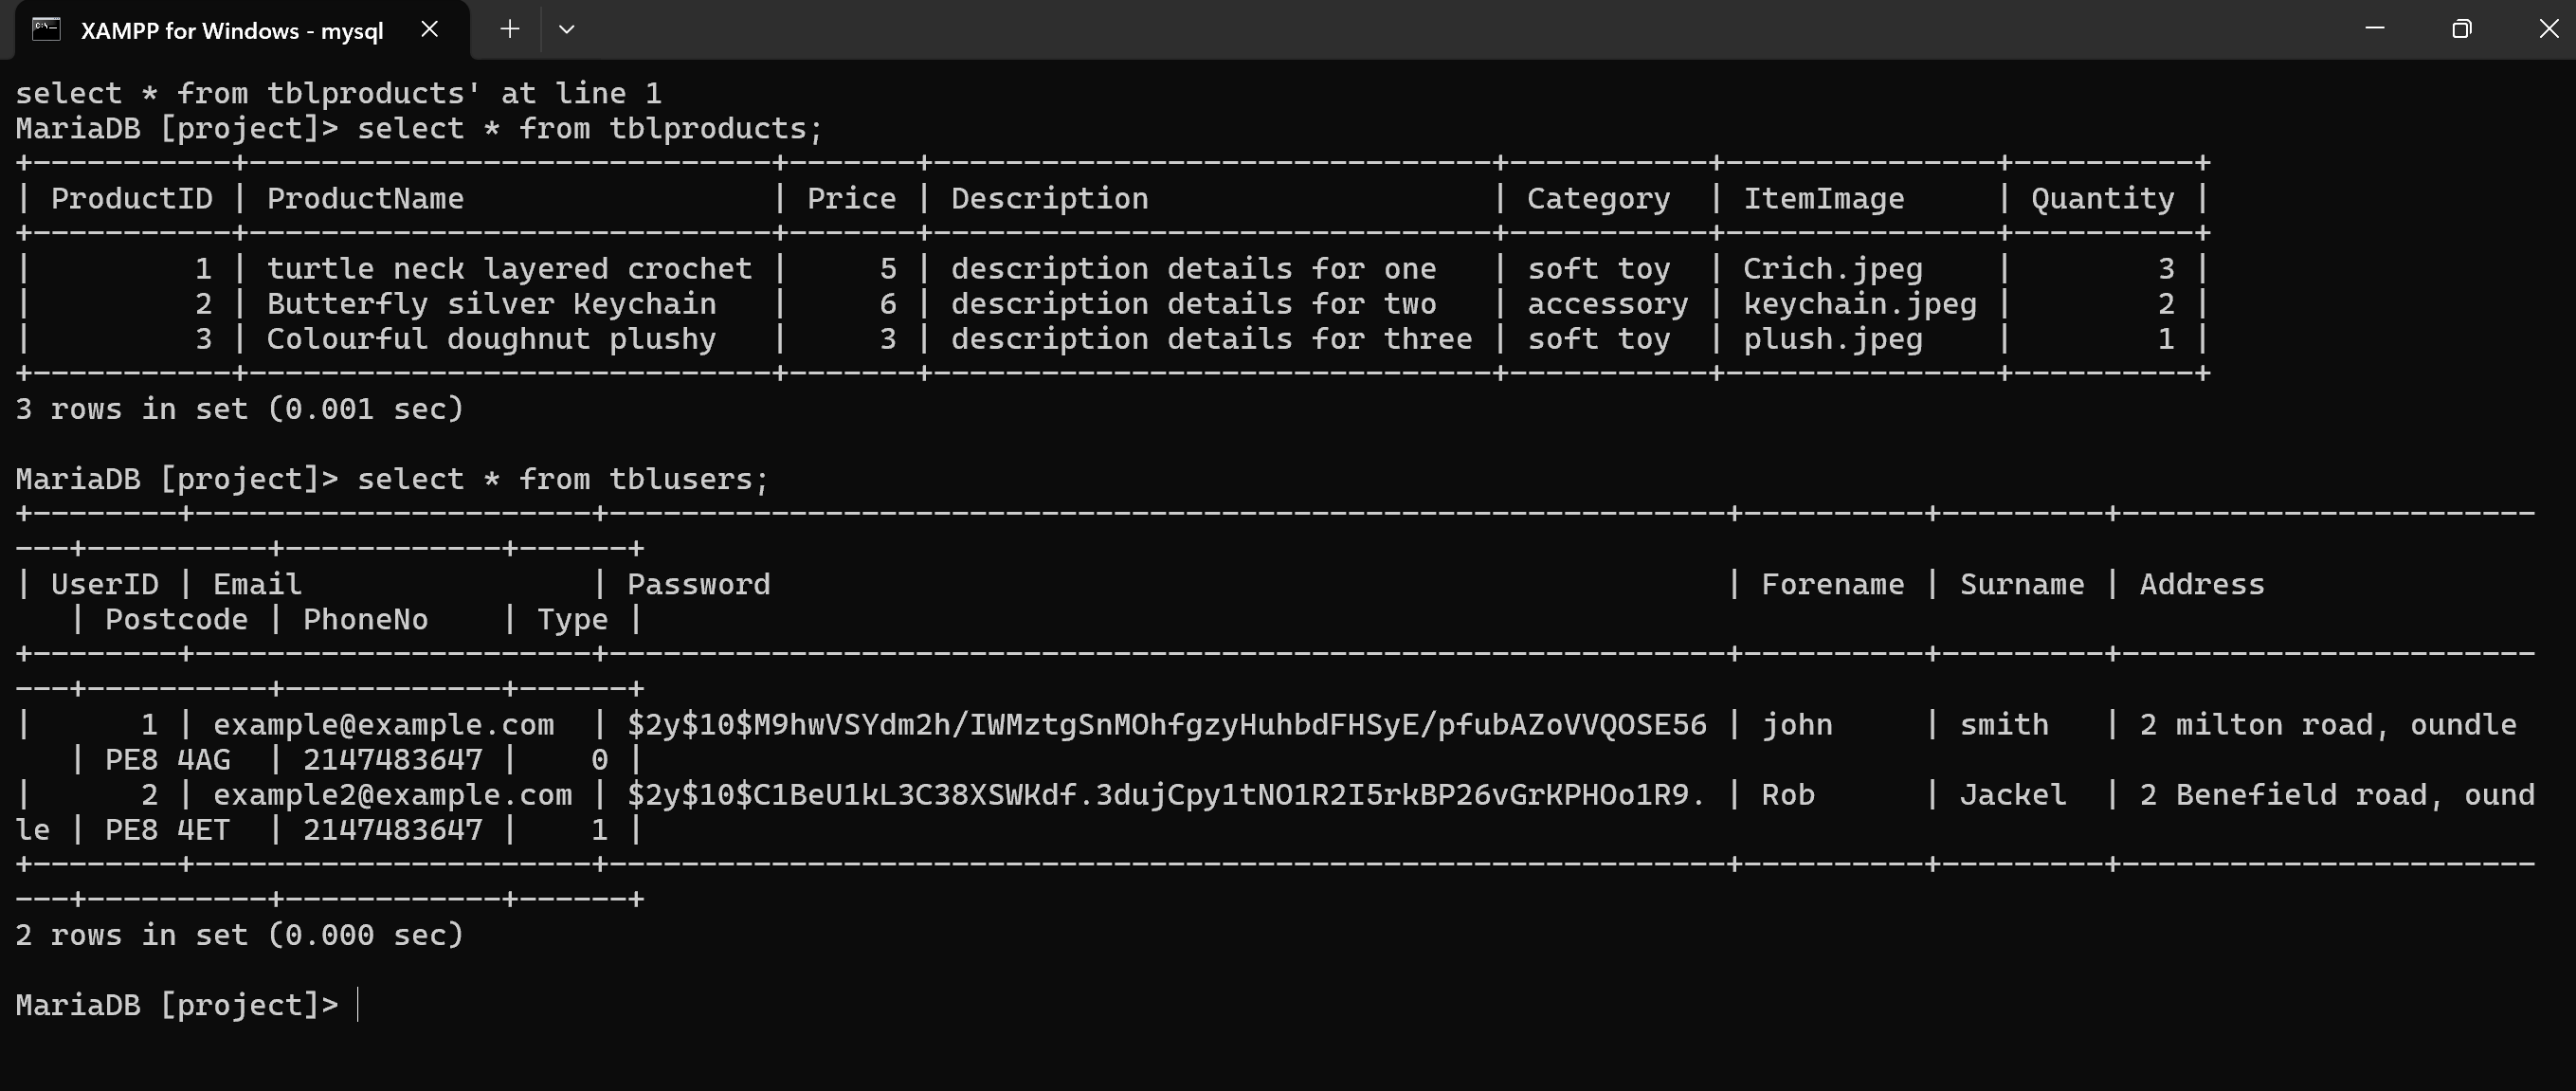 XAMPP for Windows - mysql
select * from tblproducts' at line 1
MariaDB [project]> select * from tblproducts;
+-----------+-----------------------------+-------+-------------------------------+-----------+---------------+----------+
| ProductID | ProductName                 | Price | Description                   | Category  | ItemImage     | Quantity |
+-----------+-----------------------------+-------+-------------------------------+-----------+---------------+----------+
|         1 | turtle neck layered crochet |     5 | description details for one   | soft toy  | Crich.jpeg    |        3 |
|         2 | Butterfly silver Keychain   |     6 | description details for two   | accessory | keychain.jpeg |        2 |
|         3 | Colourful doughnut plushy   |     3 | description details for three | soft toy  | plush.jpeg    |        1 |
+-----------+-----------------------------+-------+-------------------------------+-----------+---------------+----------+
3 rows in set (0.001 sec)
MariaDB [project]> select * from tblusers;
+--------+----------------------+--------------------------------------------------------------+----------+---------+-----------------------
---+----------+------------+------+
| UserID | Email                | Password                                                     | Forename | Surname | Address
   | Postcode | PhoneNo    | Type |
+--------+----------------------+--------------------------------------------------------------+----------+---------+-----------------------
---+----------+------------+------+
|      1 | example@example.com  | $2y$10$M9hwVSYdm2h/IWMztgSnMOhfgzyHuhbdFHSyE/pfubAZoVVQOSE56 | john     | smith   | 2 milton road, oundle
   | PE8 4AG  | 2147483647 |    0 |
|      2 | example2@example.com | $2y$10$C1BeU1kL3C38XSWKdf.3dujCpy1tNO1R2I5rkBP26vGrKPHOo1R9. | Rob      | Jackel  | 2 Benefield road, ound
le | PE8 4ET  | 2147483647 |    1 |
+--------+----------------------+--------------------------------------------------------------+----------+---------+-----------------------
---+----------+------------+------+
2 rows in set (0.000 sec)
MariaDB [project]>